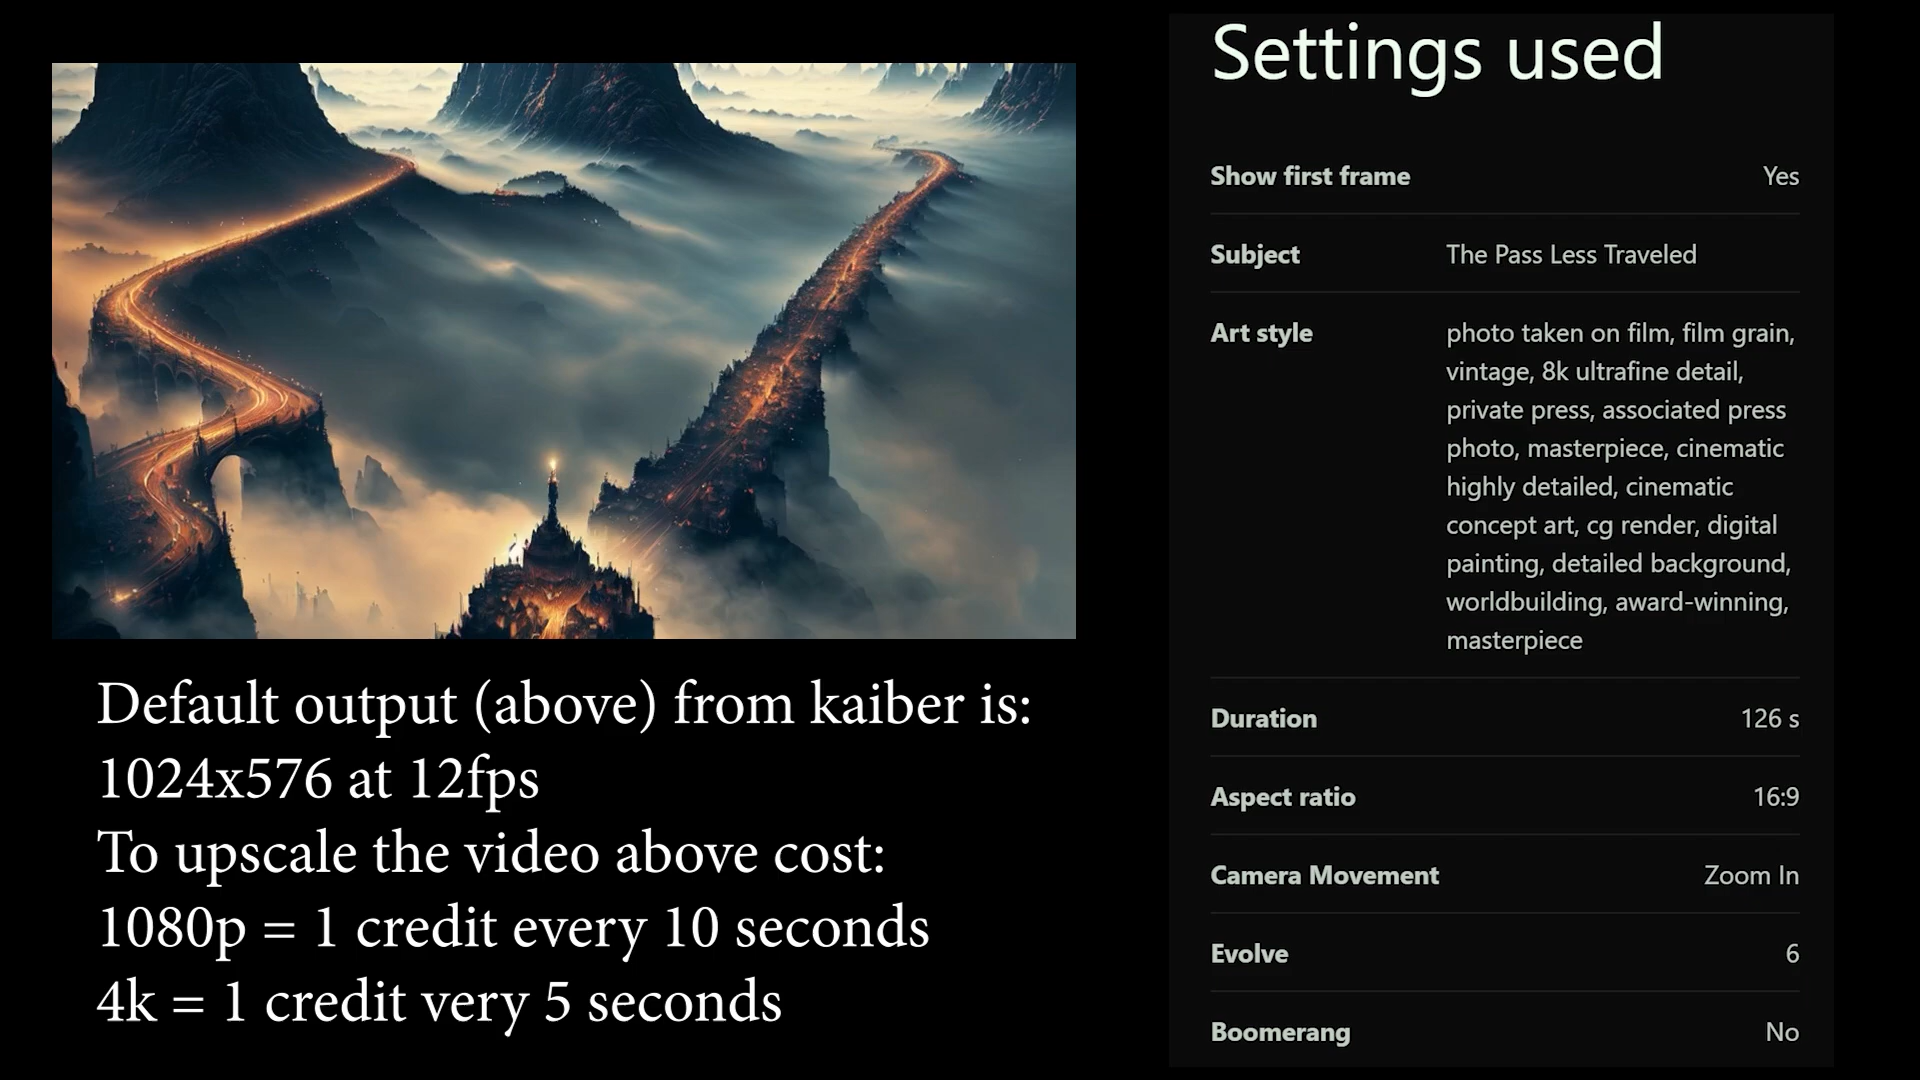 Default output (above) from kaiber is:
1024x576 at 12fps
To upscale the video above cost:
1080p = 1 credit every 10 seconds
4k = 1 credit very 5 seconds
Settings used
Show first frame Yes
Subject The Pass Less Traveled
Art style photo taken on film, film grain,
vintage, 8k ultrafine detail,
private press, associated press
photo, masterpiece, cinematic
highly detailed, cinematic
concept art, cg render, digital
painting, detailed background,
worldbuilding, award-winning,
masterpiece
Duration 126 s
Aspect ratio 16:9
Camera Movement Zoom In
Evolve 6
Boomerang No